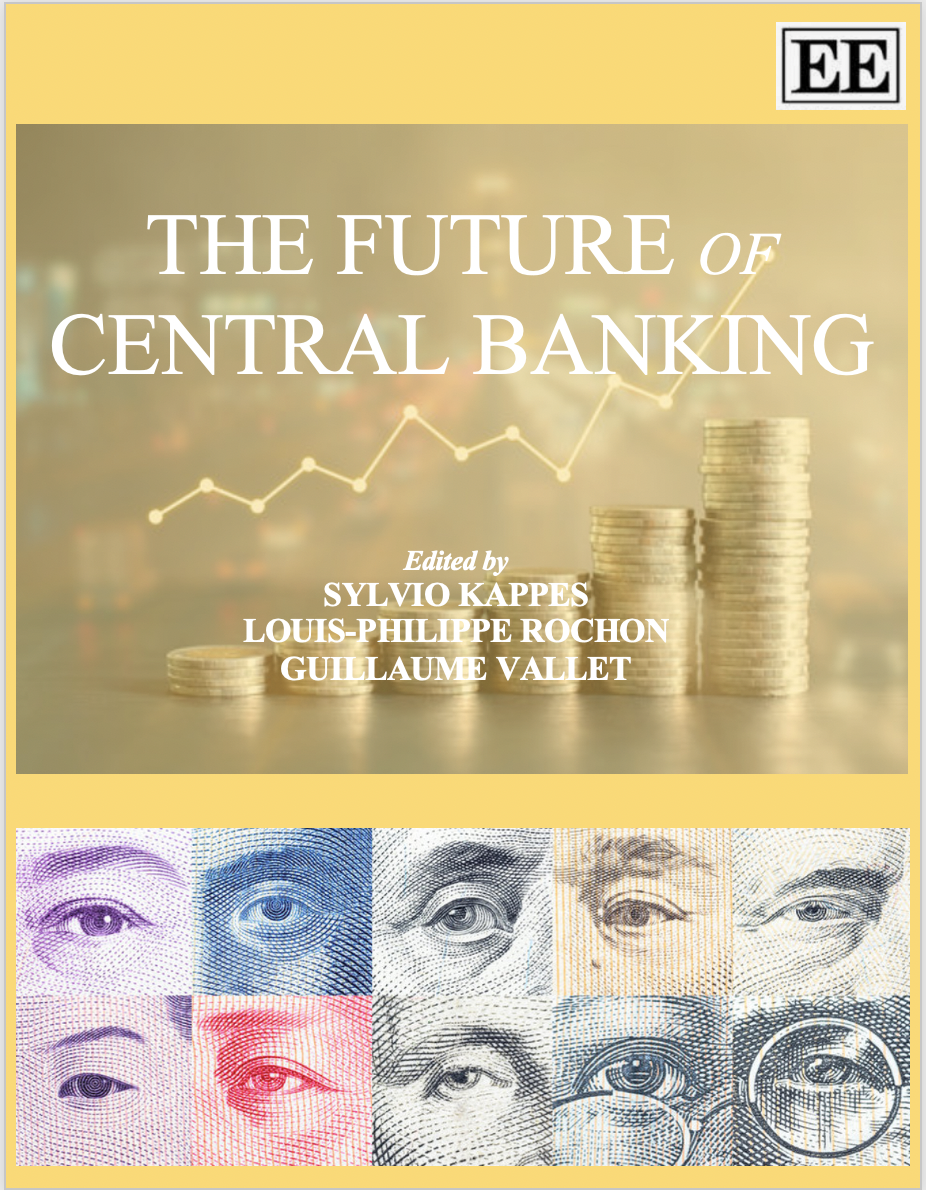 EE
THE FUTURE OF
CENTRAL BANKING
Edited by
SYLVIO KAPPES
LOUIS-PHILIPPE ROCHON
GUILLAUME VALLET